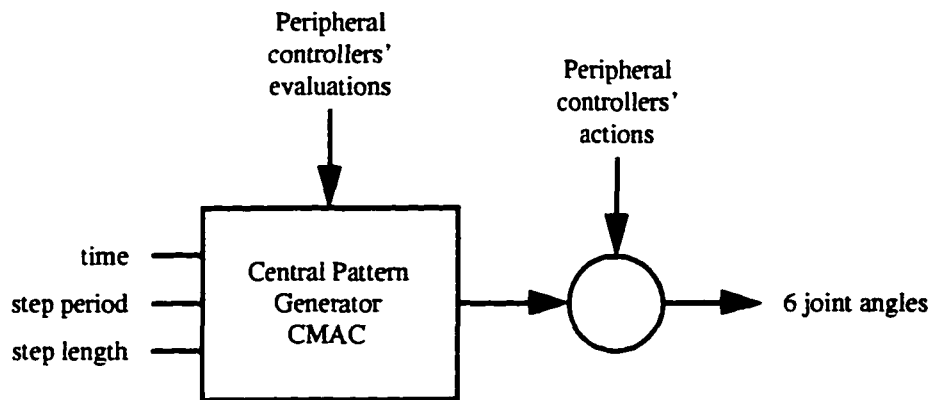 Peripheral
controllers'
evaluations
Peripheral
controllers'
actions
time
step period
step length
Central Pattern
Generator
CMAC
6 joint angles